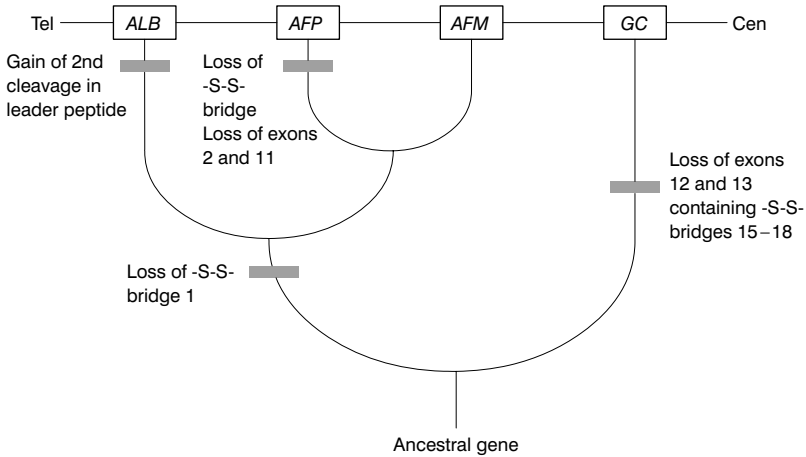 Tel ALB AFP AFM GC Cen
Gain of 2nd
cleavage in
leader peptide
Loss of
-S-S-
bridge
Loss of exons
2 and 11
Loss of exons
12 and 13
containing -S-S-
bridges 15–18
Loss of -S-S-
bridge 1
Ancestral gene